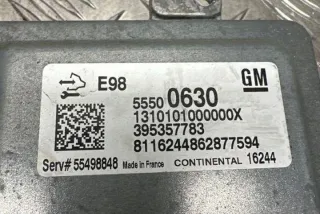 E98
GM
5550 0630
1310101000000X
395357783
8116244862877594
Serv# 55498848 Made in France CONTINENTAL 16244